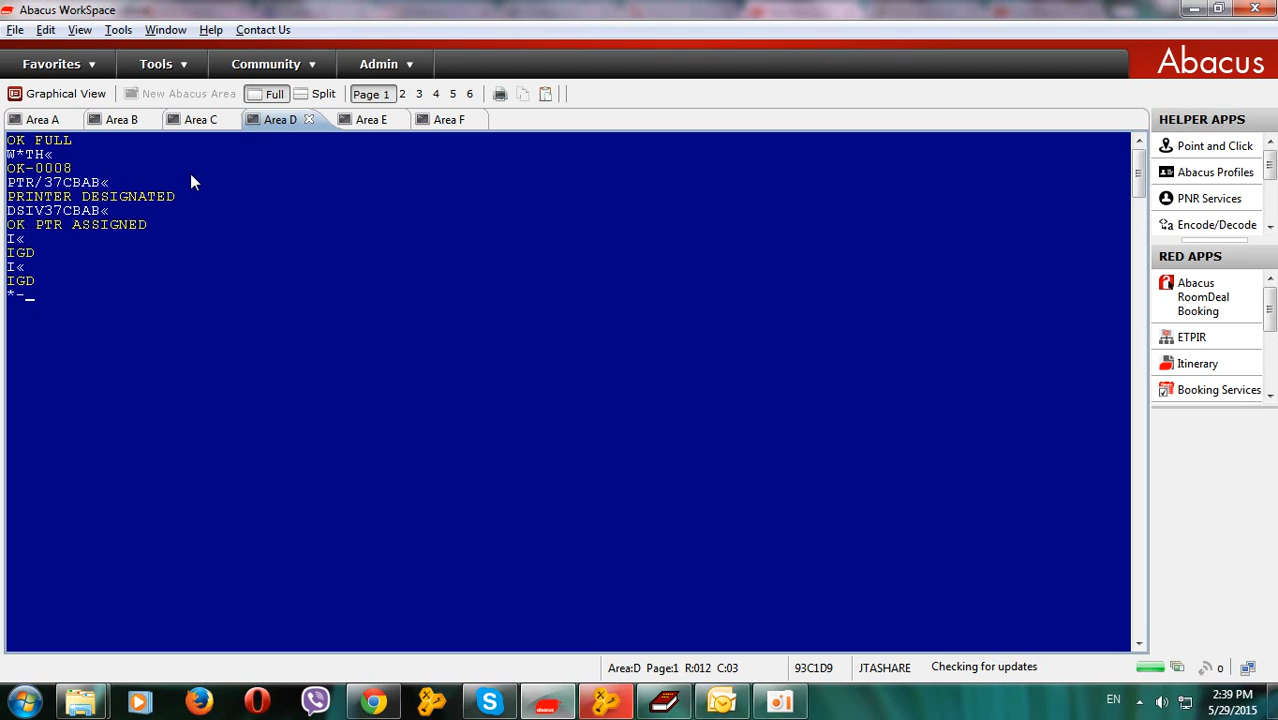 Abacus WorkSpace
File Edit View Tools Window Help Contact Us
Favorites Tools Community Admin
Abacus
Graphical View New Abacus Area Full Split Page 1 2 3 4 5 6
Area A Area B Area C Area D Area E Area F
OK FULL
W*TH«
OK-0008
PTR/37CBAB«
PRINTER DESIGNATED
DSIV37CBAB«
OK PTR ASSIGNED
I«
IGD
I«
IGD
*-_
HELPER APPS
Point and Click
Abacus Profiles
PNR Services
Encode/Decode
RED APPS
Abacus
RoomDeal
Booking
ETPIR
Itinerary
Booking Services
Area:D Page:1 R:012 C:03 93C1D9 JTASHARE Checking for updates 0
abacus
EN
2:39 PM
5/29/2015